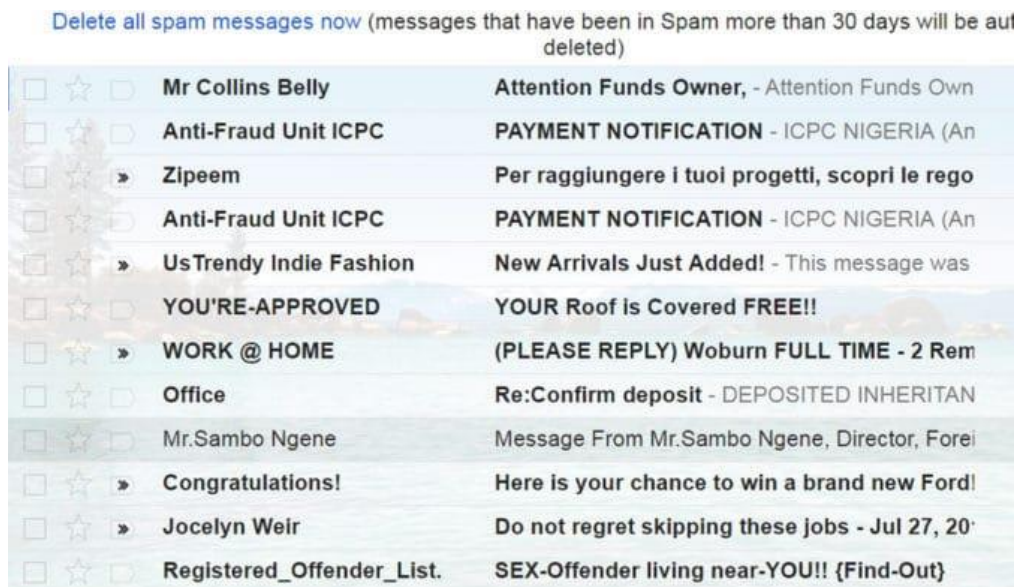 Delete all spam messages now (messages that have been in Spam more than 30 days will be aut
deleted)
Mr Collins Belly Attention Funds Owner, - Attention Funds Own
Anti-Fraud Unit ICPC PAYMENT NOTIFICATION - ICPC NIGERIA (An
» Zipeem Per raggiungere i tuoi progetti, scopri le rego
Anti-Fraud Unit ICPC PAYMENT NOTIFICATION - ICPC NIGERIA (An
» UsTrendy Indie Fashion New Arrivals Just Added! - This message was
YOU'RE-APPROVED YOUR Roof is Covered FREE!!
» WORK @ HOME (PLEASE REPLY) Woburn FULL TIME - 2 Rem
Office Re:Confirm deposit - DEPOSITED INHERITAN
Mr.Sambo Ngene Message From Mr.Sambo Ngene, Director, Forei
» Congratulations! Here is your chance to win a brand new Ford!
» Jocelyn Weir Do not regret skipping these jobs - Jul 27, 20
Registered_Offender_List. SEX-Offender living near-YOU!! {Find-Out}